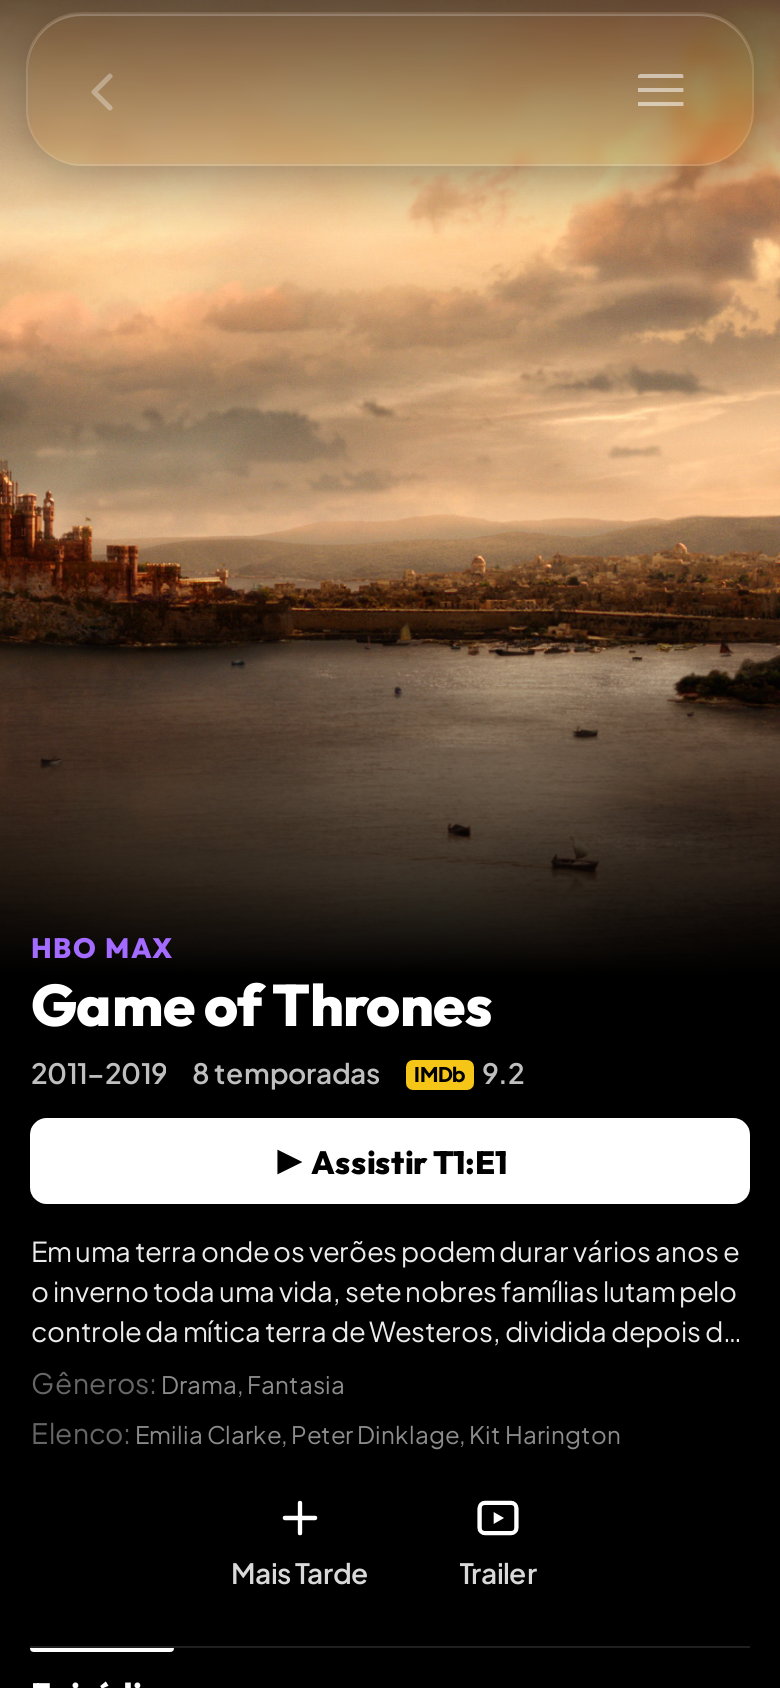 HBO MAX
Game of Thrones
2011–2019 8 temporadas IMDb 9.2
Assistir T1:E1
Em uma terra onde os verões podem durar vários anos e
o inverno toda uma vida, sete nobres famílias lutam pelo
controle da mítica terra de Westeros, dividida depois d...
Gêneros: Drama, Fantasia
Elenco: Emilia Clarke, Peter Dinklage, Kit Harington
Mais Tarde Trailer